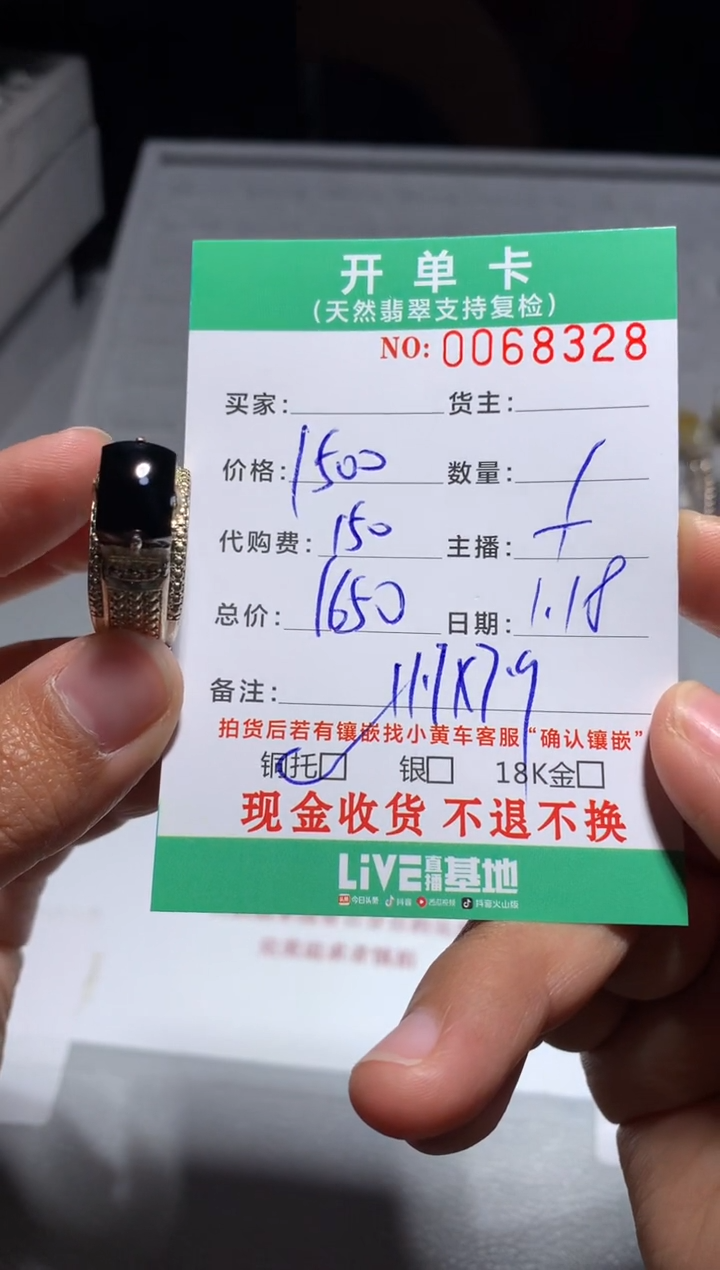 开单卡
(天然翡翠支持复检)
NO: 0068328
买家: 货主:
价格: 1500 数量: 1
代购费: 150 主播:
总价: 1650 日期: 1.18
备注: 11.7X7.9
拍货后若有镶嵌找小黄车客服“确认镶嵌”
铜托□ 银□ 18K金□
现金收货 不退不换
LiVE直播基地
今日头条 抖音 西瓜视频 抖音火山版